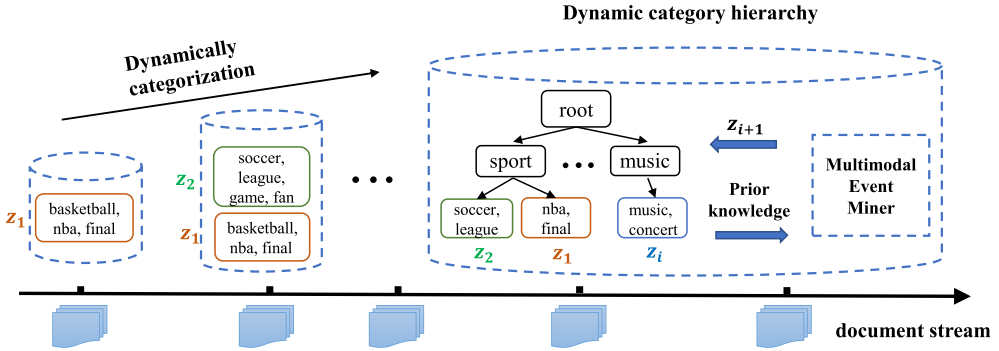 Dynamic category hierarchy
Dynamically
categorization
root
z_{i+1}
sport
...
music
Multimodal
Event
Miner
soccer,
league,
game, fan
z_2
...
Prior
knowledge
basketball,
nba, final
z_1
basketball,
nba, final
z_1
soccer,
league
nba,
final
music,
concert
z_2
z_1
z_i
document stream